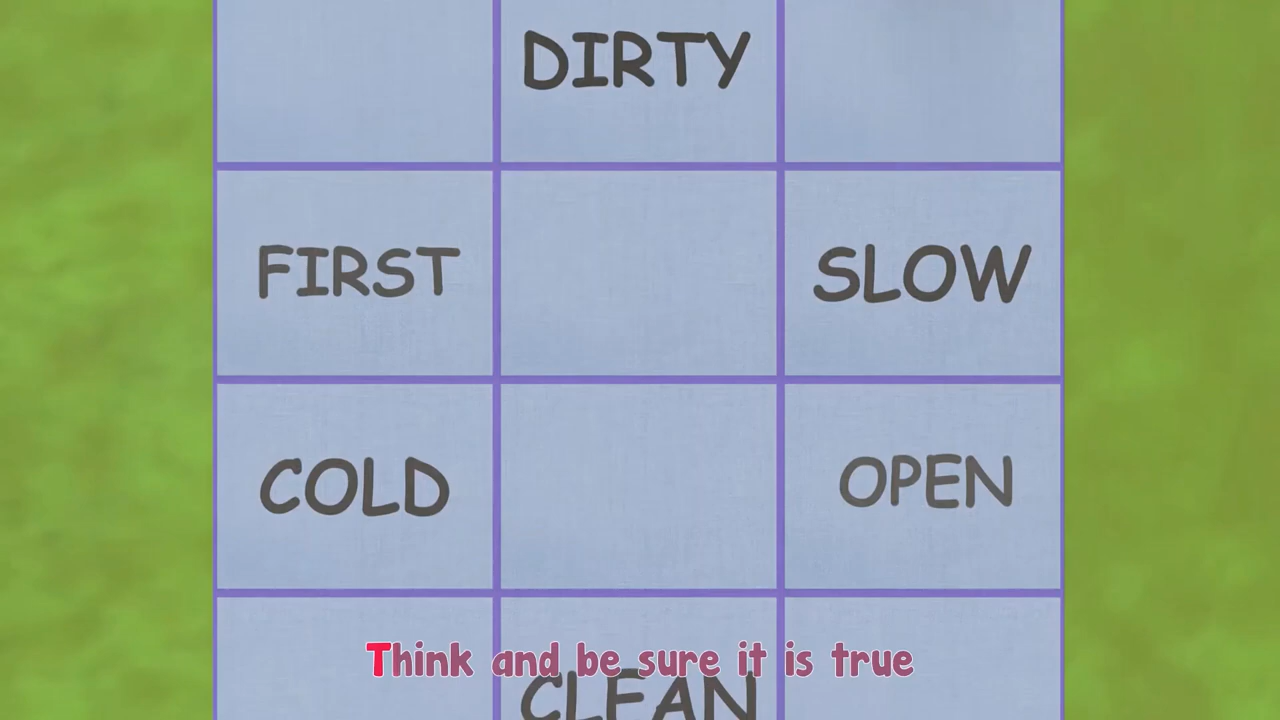 DIRTY
FIRST SLOW
COLD OPEN
Think and be sure it is true
CLEAN